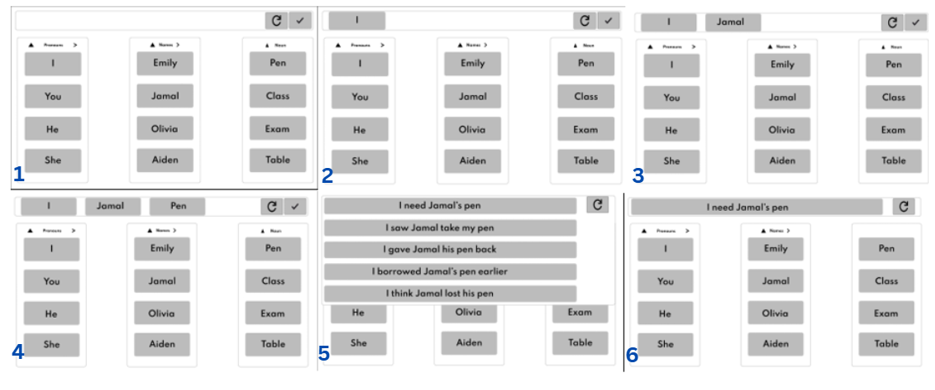 Pronouns > Names > Noun
I Emily Pen
You Jamal Class
He Olivia Exam
She Aiden Table
1
I
Pronouns > Names > Noun
I Emily Pen
You Jamal Class
He Olivia Exam
She Aiden Table
2
I Jamal
Pronouns > Names > Noun
I Emily Pen
You Jamal Class
He Olivia Exam
She Aiden Table
3
I Jamal Pen
Pronouns > Names > Noun
I Emily Pen
You Jamal Class
He Olivia Exam
She Aiden Table
4
I need Jamal's pen
I saw Jamal take my pen
I gave Jamal his pen back
I borrowed Jamal's pen earlier
I think Jamal lost his pen
He Olivia Exam
She Aiden Table
5
I need Jamal's pen
Pronouns > Names > Noun
I Emily Pen
You Jamal Class
He Olivia Exam
She Aiden Table
6